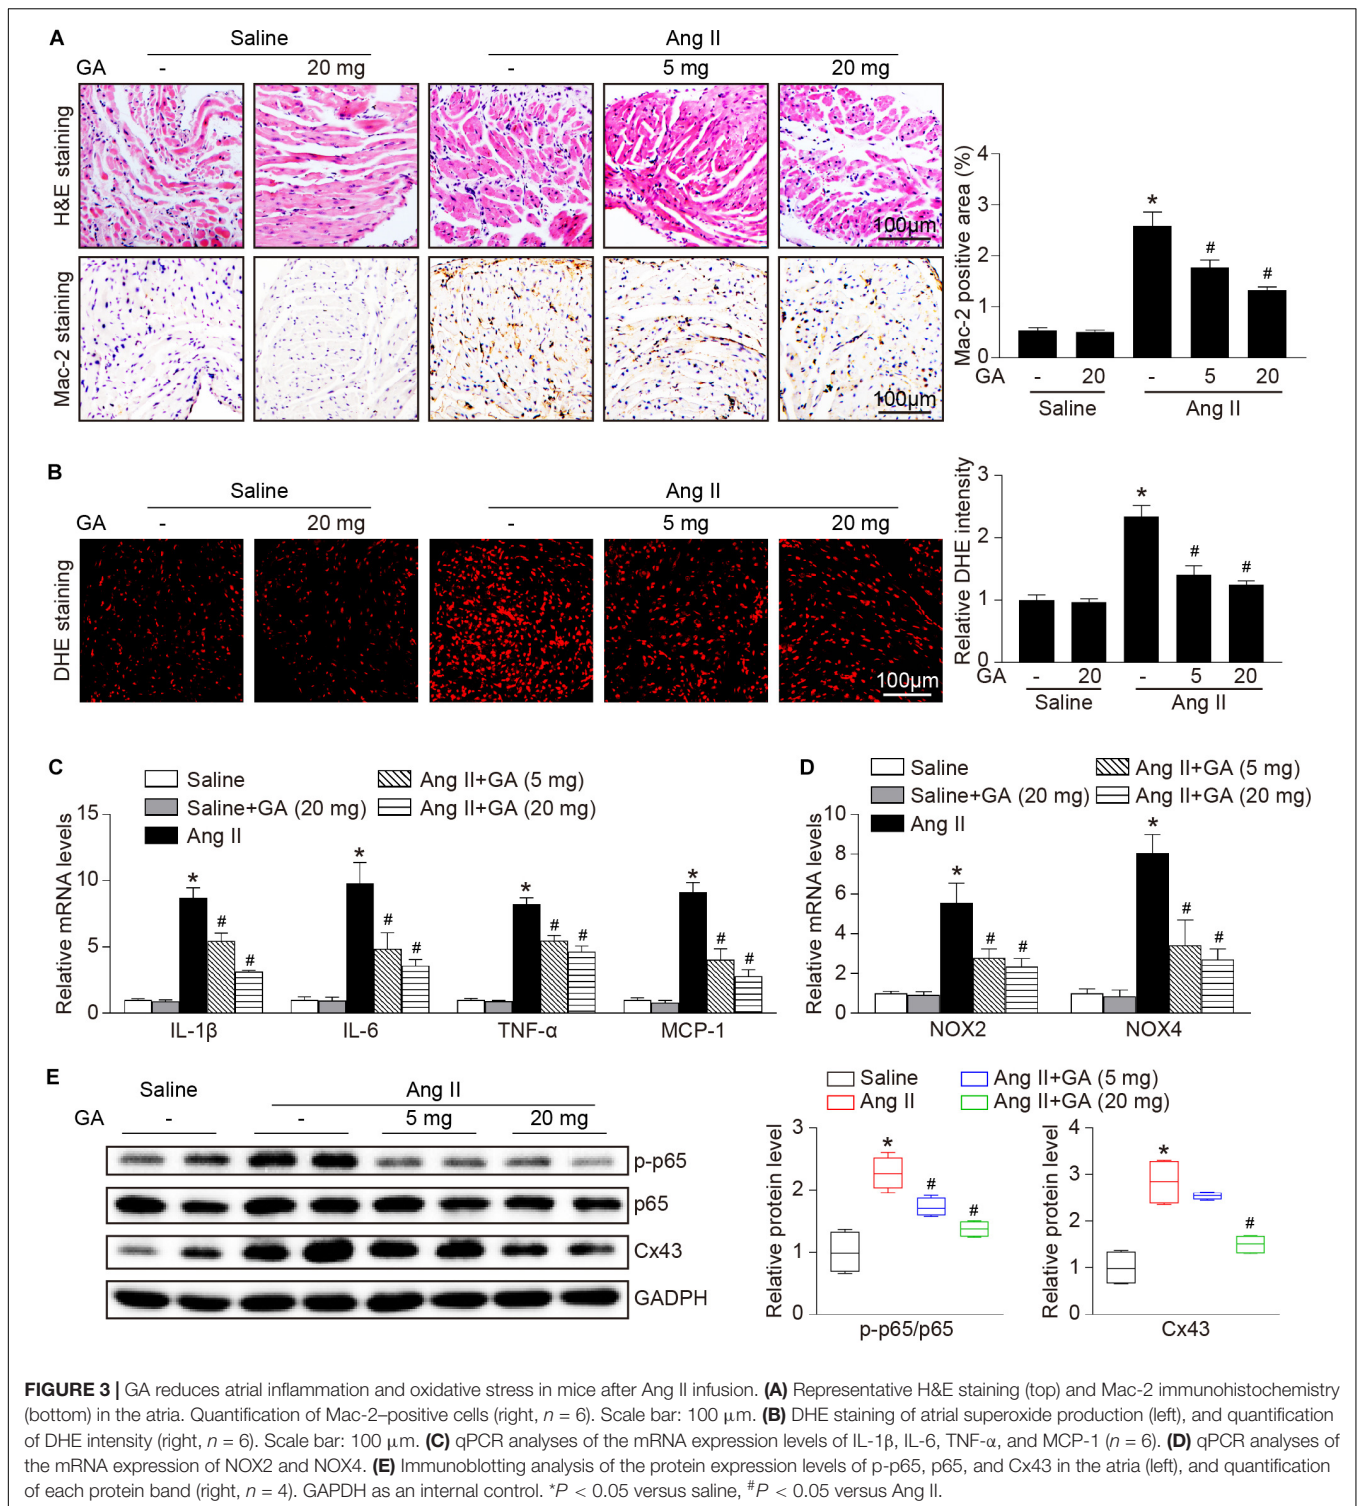 A
Saline
Ang II
GA
-
20 mg
-
5 mg
20 mg
H&E staining
100μm
Mac-2 staining
100μm
Mac-2 positive area (%)
4
3
2
1
0
*
#
#
GA
-
20
-
5
20
Saline
Ang II
B
Saline
Ang II
GA
-
20 mg
-
5 mg
20 mg
DHE staining
100μm
Relative DHE intensity
3
2
1
0
*
#
#
GA
-
20
-
5
20
Saline
Ang II
C
Saline
Saline+GA (20 mg)
Ang II
Ang II+GA (5 mg)
Ang II+GA (20 mg)
Relative mRNA levels
15
10
5
0
*
#
#
*
#
#
*
#
#
*
#
#
IL-1β
IL-6
TNF-α
MCP-1
D
Saline
Saline+GA (20 mg)
Ang II
Ang II+GA (5 mg)
Ang II+GA (20 mg)
Relative mRNA levels
10
8
6
4
2
0
*
#
#
*
#
#
NOX2
NOX4
E
Saline
Ang II
GA
-
-
5 mg
20 mg
p-p65
p65
Cx43
GADPH
Saline
Ang II
Ang II+GA (5 mg)
Ang II+GA (20 mg)
Relative protein level
3
2
1
0
*
#
#
p-p65/p65
Relative protein level
4
3
2
1
0
*
#
Cx43
FIGURE 3 | GA reduces atrial inflammation and oxidative stress in mice after Ang II infusion. (A) Representative H&E staining (top) and Mac-2 immunohistochemistry
(bottom) in the atria. Quantification of Mac-2–positive cells (right, n = 6). Scale bar: 100 μm. (B) DHE staining of atrial superoxide production (left), and quantification
of DHE intensity (right, n = 6). Scale bar: 100 μm. (C) qPCR analyses of the mRNA expression levels of IL-1β, IL-6, TNF-α, and MCP-1 (n = 6). (D) qPCR analyses of
the mRNA expression of NOX2 and NOX4. (E) Immunoblotting analysis of the protein expression levels of p-p65, p65, and Cx43 in the atria (left), and quantification
of each protein band (right, n = 4). GAPDH as an internal control. *P < 0.05 versus saline, #P < 0.05 versus Ang II.